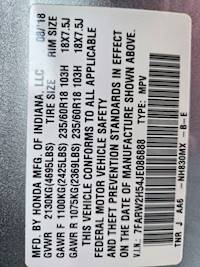 MFD. BY HONDA MFG. OF INDIANA, LLC 08/18
TIRE SIZE RIM SIZE
GVWR 2130KG(4695LBS)
GAWR F 1100KG(2425LBS) 235/60R18 103H 18X7.5J
GAWR R 1075KG(2369LBS) 235/60R18 103H 18X7.5J
THIS VEHICLE CONFORMS TO ALL APPLICABLE
FEDERAL MOTOR VEHICLE SAFETY
AND THEFT PREVENTION STANDARDS IN EFFECT
ON THE DATE OF MANUFACTURE SHOWN ABOVE.
V.I.N.: 7FARW2H54JE086888 TYPE: MPV
TNR J AA6 - NH830MX - B - E